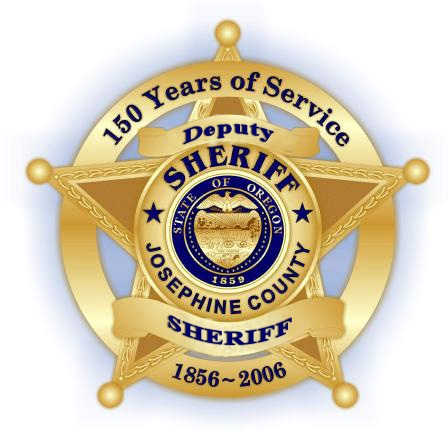 150 Years of Service
Deputy
SHERIFF
STATE OF OREGON
1859
JOSEPHINE COUNTY
SHERIFF
1856~2006